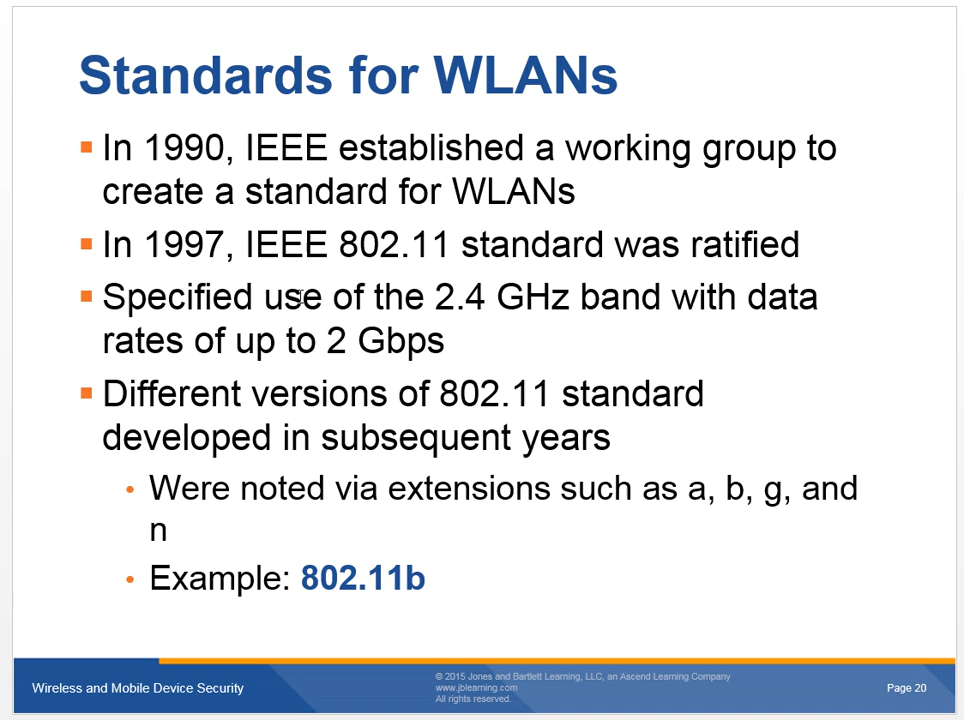 Standards for WLANs
In 1990, IEEE established a working group to
create a standard for WLANs
In 1997, IEEE 802.11 standard was ratified
Specified use of the 2.4 GHz band with data
rates of up to 2 Gbps
Different versions of 802.11 standard
developed in subsequent years
Were noted via extensions such as a, b, g, and
n
Example: 802.11b
Wireless and Mobile Device Security
© 2015 Jones and Bartlett Learning, LLC, an Ascend Learning Company
www.jblearning.com
All rights reserved.
Page 20